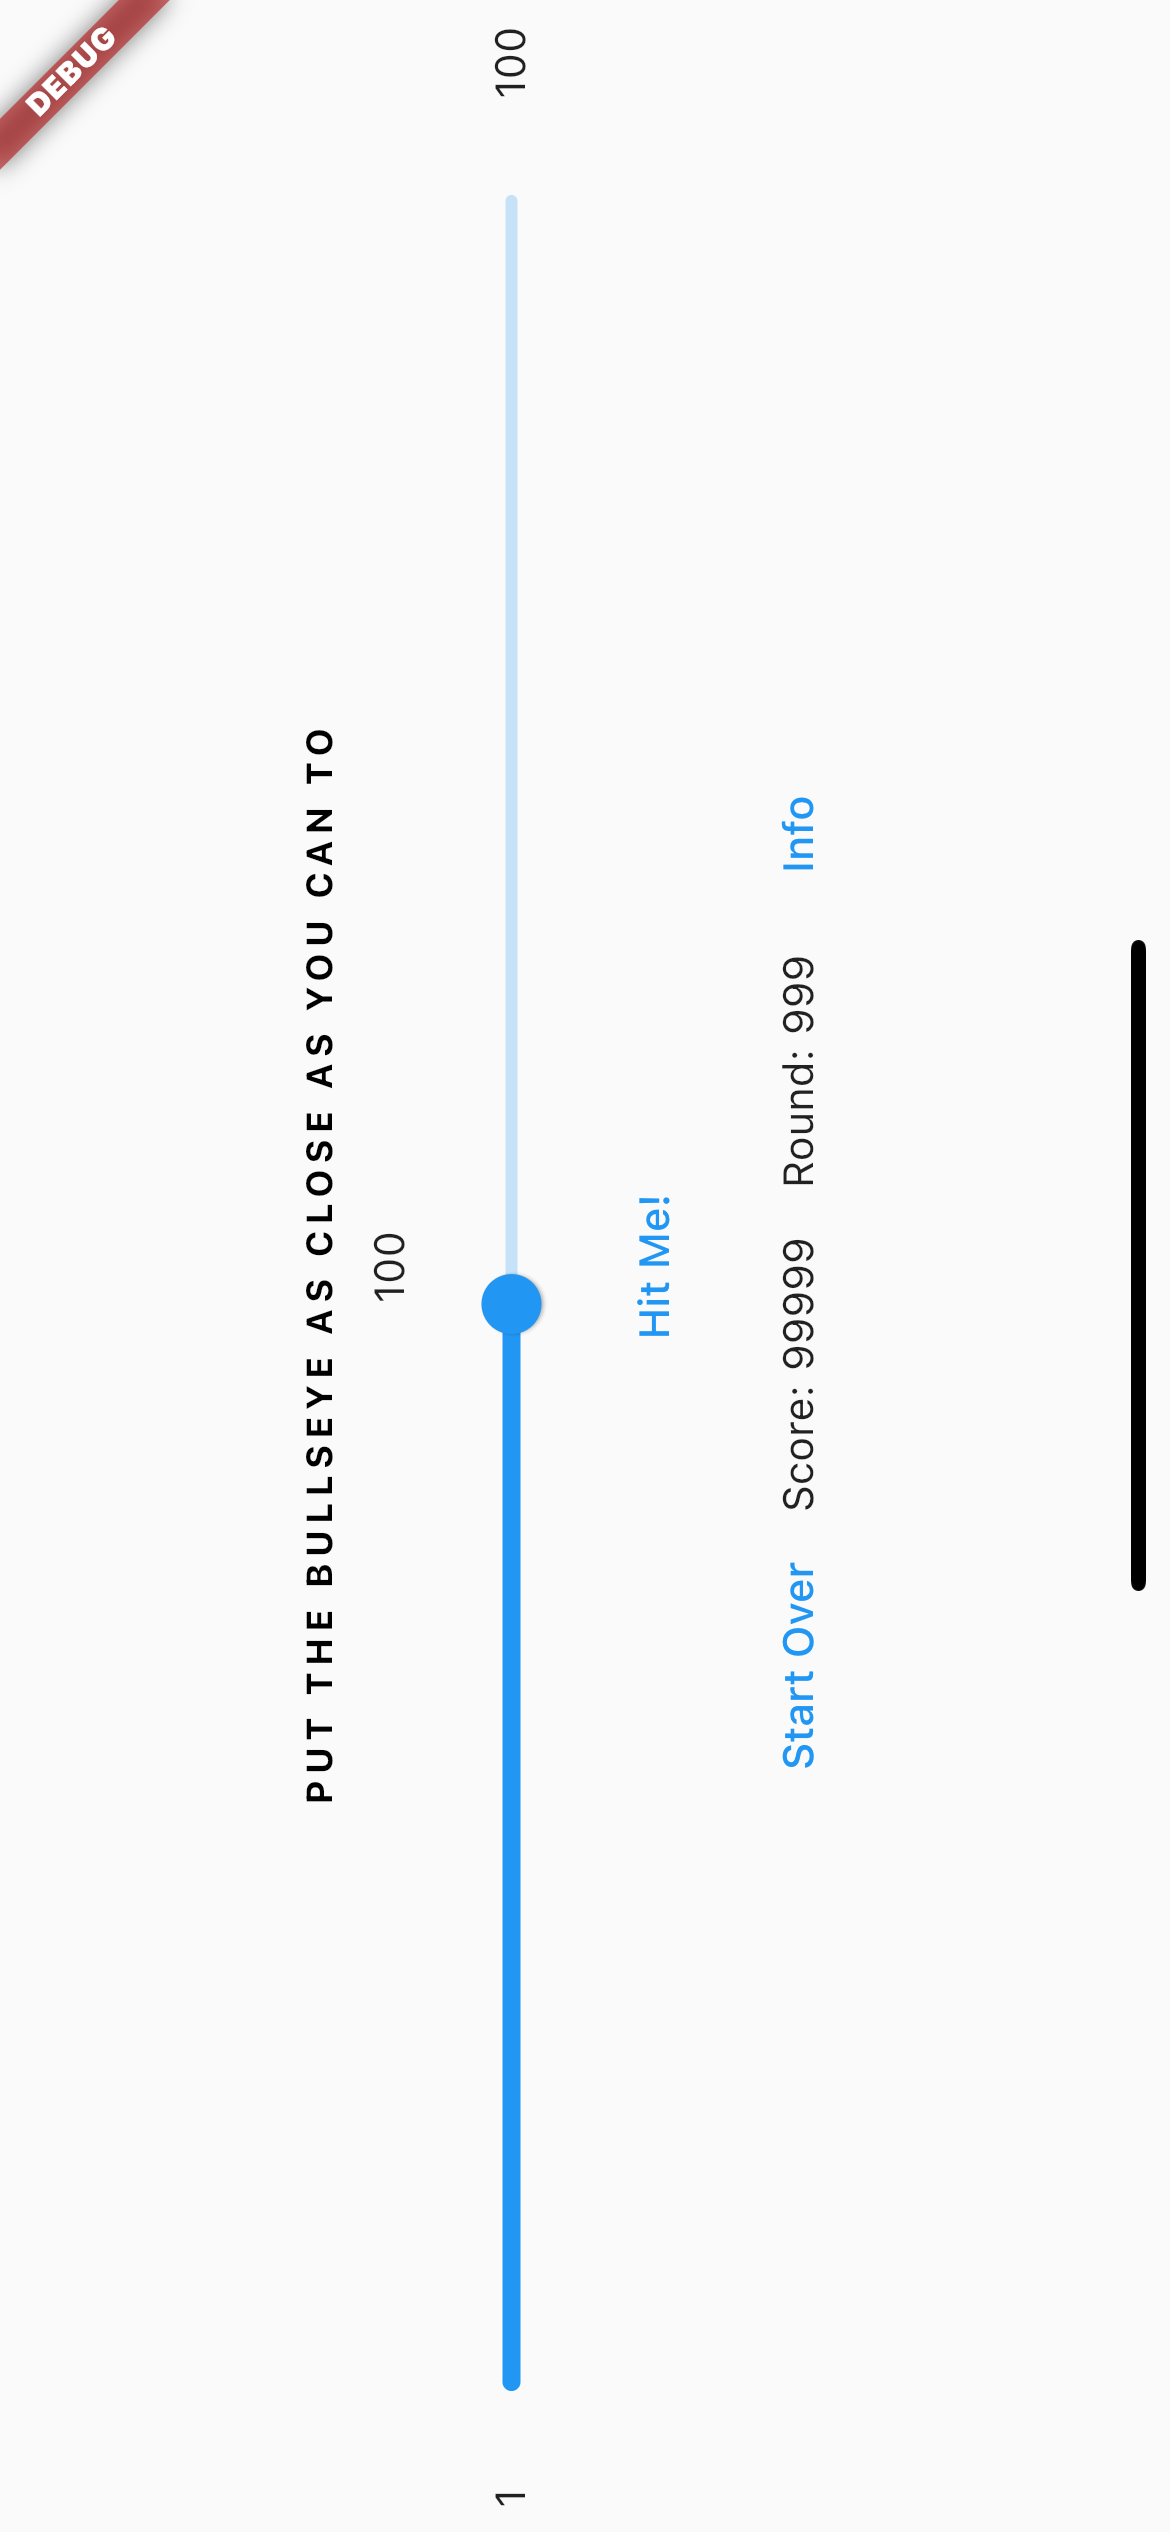 DEBUG
PUT THE BULLSEYE AS CLOSE AS YOU CAN TO
100
1 100
Hit Me!
Start Over Score: 99999 Round: 999 Info